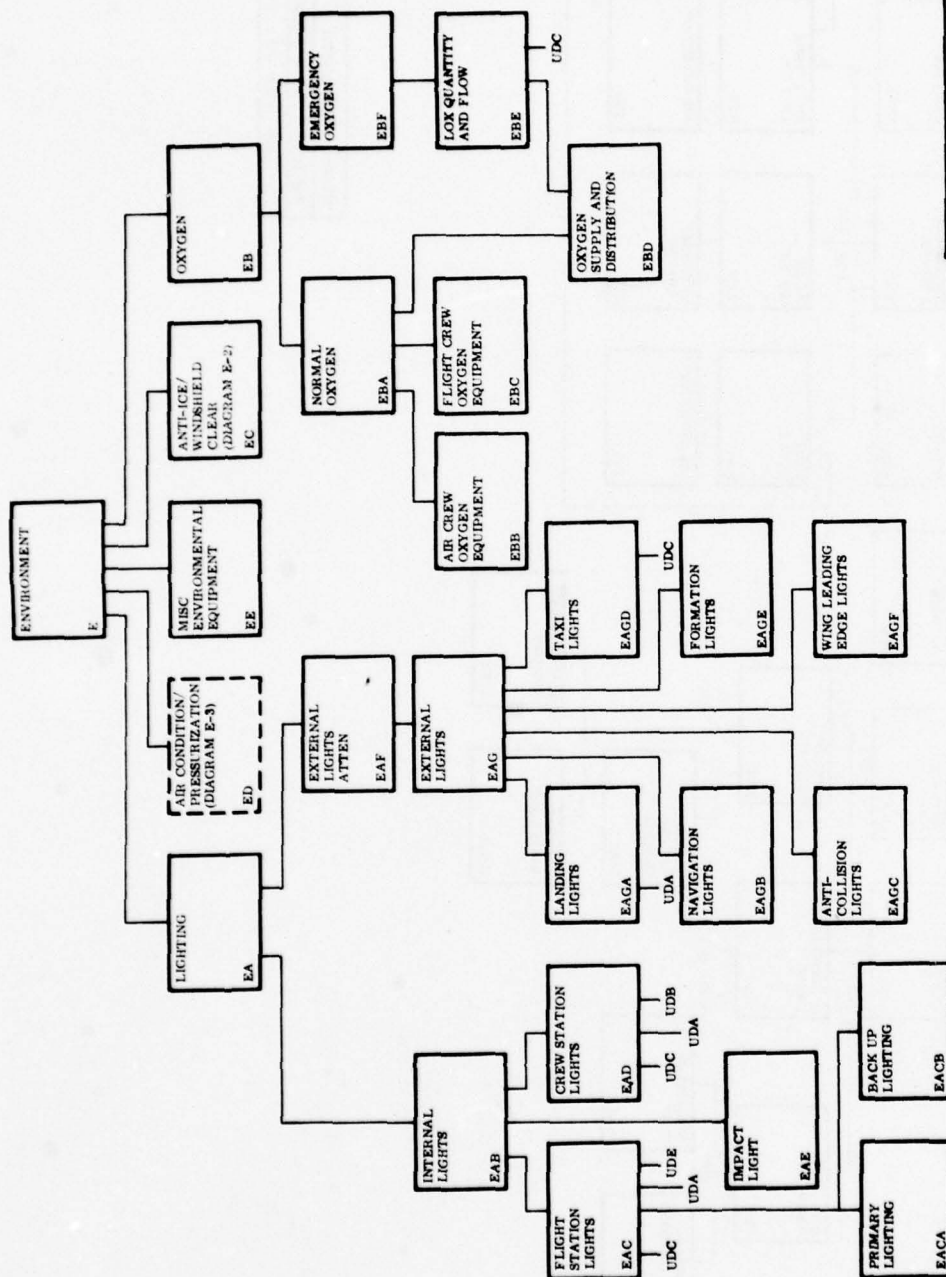 ENVIRONMENT
E
LIGHTING
EA
AIR CONDITION/
PRESSURIZATION
(DIAGRAM E-3)
ED
MISC
ENVIRONMENTAL
EQUIPMENT
EE
ANTI-ICE/
WINDSHIELD
CLEAR
(DIAGRAM E-2)
EC
OXYGEN
EB
EXTERNAL
LIGHTS
ATTEN
EAF
NORMAL
OXYGEN
EBA
EMERGENCY
OXYGEN
EBF
INTERNAL
LIGHTS
EAB
EXTERNAL
LIGHTS
EAG
AIR CREW
OXYGEN
EQUIPMENT
EBB
FLIGHT CREW
OXYGEN
EQUIPMENT
EBC
LOX QUANTITY
AND FLOW
EBE
UDC
FLIGHT
STATION
LIGHTS
EAC
UDC
UDA
UDE
CREW STATION
LIGHTS
EAD
UDC
UDA
UDB
LANDING
LIGHTS
EAGA
UDA
TAXI
LIGHTS
EAGD
UDC
OXYGEN
SUPPLY AND
DISTRIBUTION
EBD
IMPACT
LIGHT
EAE
NAVIGATION
LIGHTS
EAGB
FORMATION
LIGHTS
EAGE
PRIMARY
LIGHTING
EACA
BACK UP
LIGHTING
EACB
ANTI-
COLLISION
LIGHTS
EAGC
WING LEADING
EDGE LIGHTS
EAGF